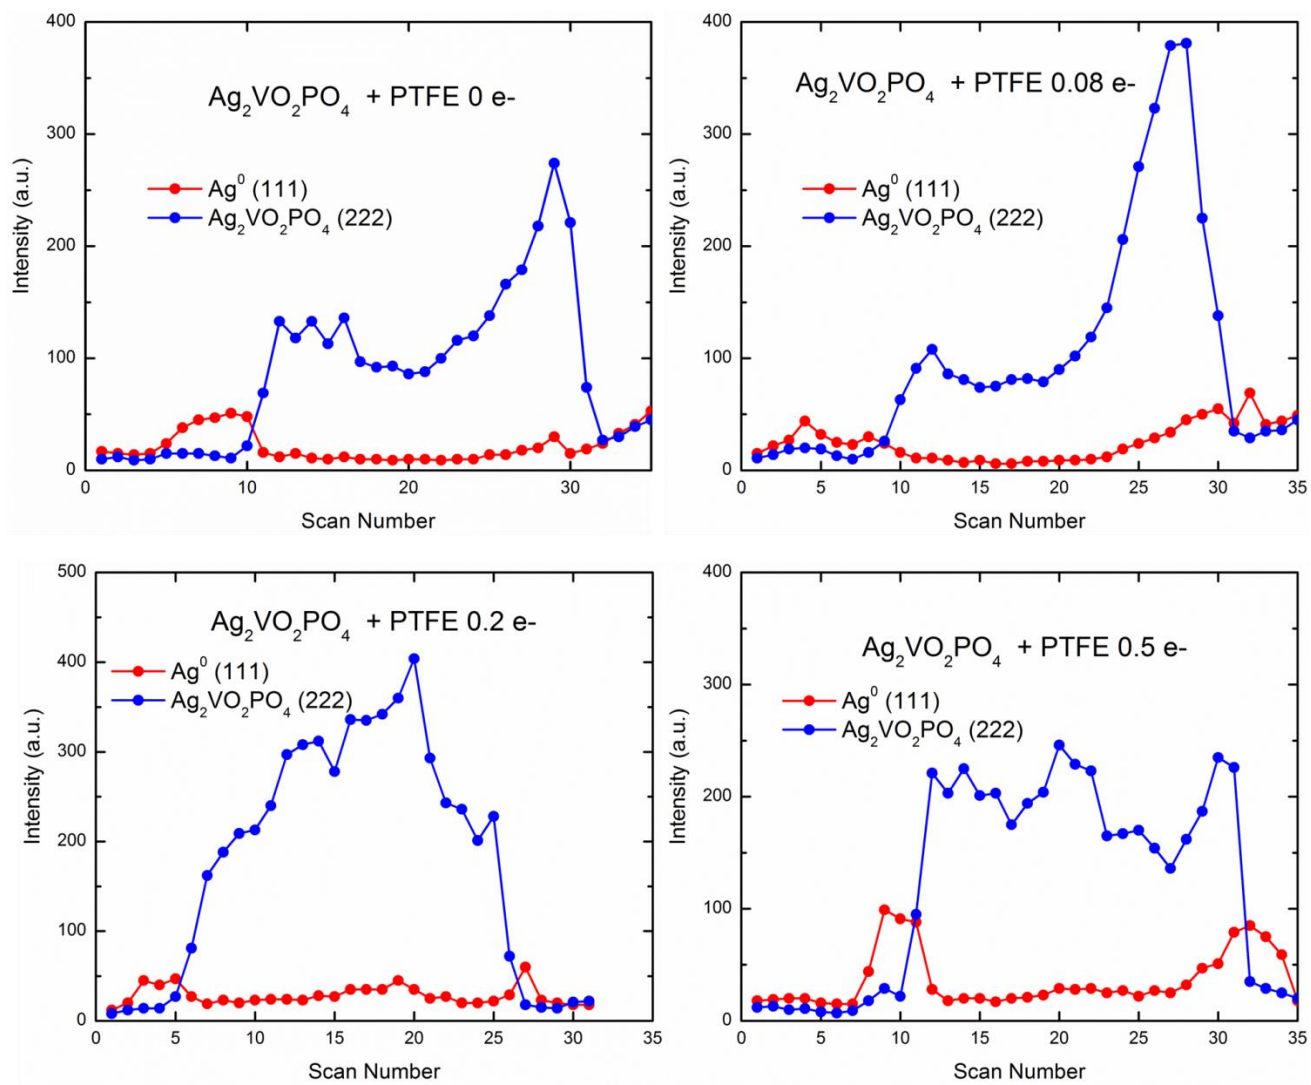 400
300
200
100
0
Intensity (a.u.)
Ag₂VO₂PO₄ + PTFE 0 e-
Ag⁰ (111)
Ag₂VO₂PO₄ (222)
0 10 20 30
Scan Number
400
300
200
100
0
Intensity (a.u.)
Ag₂VO₂PO₄ + PTFE 0.08 e-
Ag⁰ (111)
Ag₂VO₂PO₄ (222)
0 5 10 15 20 25 30 35
Scan Number
500
400
300
200
100
0
Intensity (a.u.)
Ag₂VO₂PO₄ + PTFE 0.2 e-
Ag⁰ (111)
Ag₂VO₂PO₄ (222)
0 5 10 15 20 25 30 35
Scan Number
400
300
200
100
0
Intensity (a.u.)
Ag₂VO₂PO₄ + PTFE 0.5 e-
Ag⁰ (111)
Ag₂VO₂PO₄ (222)
0 5 10 15 20 25 30 35
Scan Number